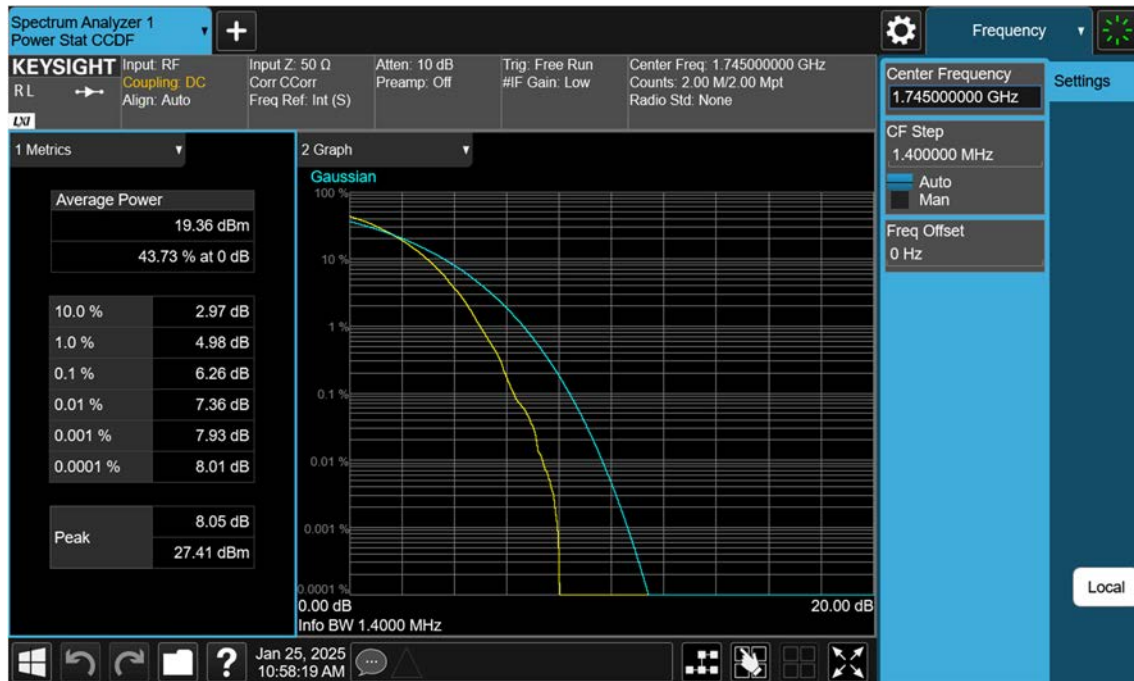 Spectrum Analyzer 1
Power Stat CCDF
+
Frequency
KEYSIGHT
RL
LXI
Input: RF
Coupling: DC
Align: Auto
Input Z: 50 Ω
Corr CCorr
Freq Ref: Int (S)
Atten: 10 dB
Preamp: Off
Trig: Free Run
#IF Gain: Low
Center Freq: 1.745000000 GHz
Counts: 2.00 M/2.00 Mpt
Radio Std: None
Center Frequency
1.745000000 GHz
Settings
CF Step
1.400000 MHz
Auto
Man
Freq Offset
0 Hz
1 Metrics
Average Power
19.36 dBm
43.73 % at 0 dB
10.0 % 2.97 dB
1.0 % 4.98 dB
0.1 % 6.26 dB
0.01 % 7.36 dB
0.001 % 7.93 dB
0.0001 % 8.01 dB
Peak 8.05 dB
27.41 dBm
2 Graph
Gaussian
100 %
10 %
1 %
0.1 %
0.01 %
0.001 %
0.0001 %
0.00 dB 20.00 dB
Info BW 1.4000 MHz
Local
?
Jan 25, 2025
10:58:19 AM